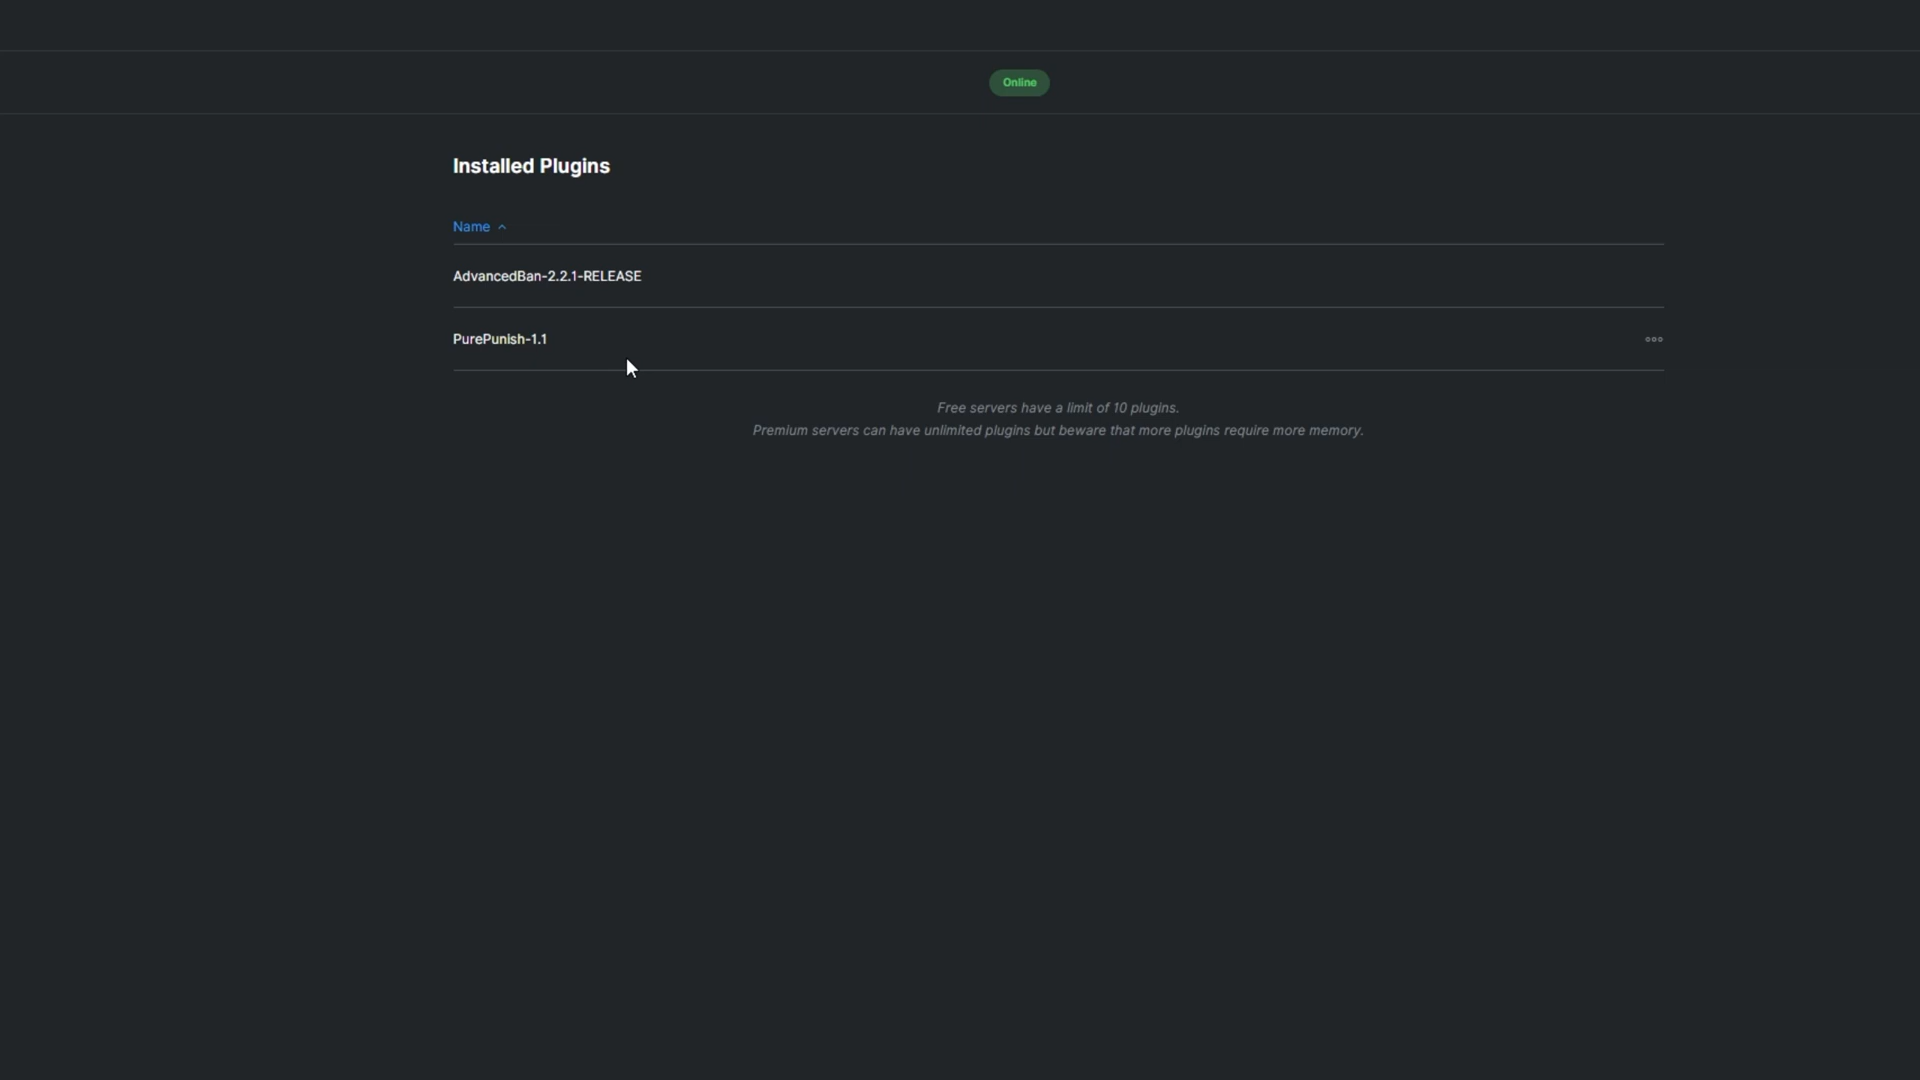 Online
Installed Plugins
Name
AdvancedBan-2.2.1-RELEASE
PurePunish-1.1
Free servers have a limit of 10 plugins.
Premium servers can have unlimited plugins but beware that more plugins require more memory.